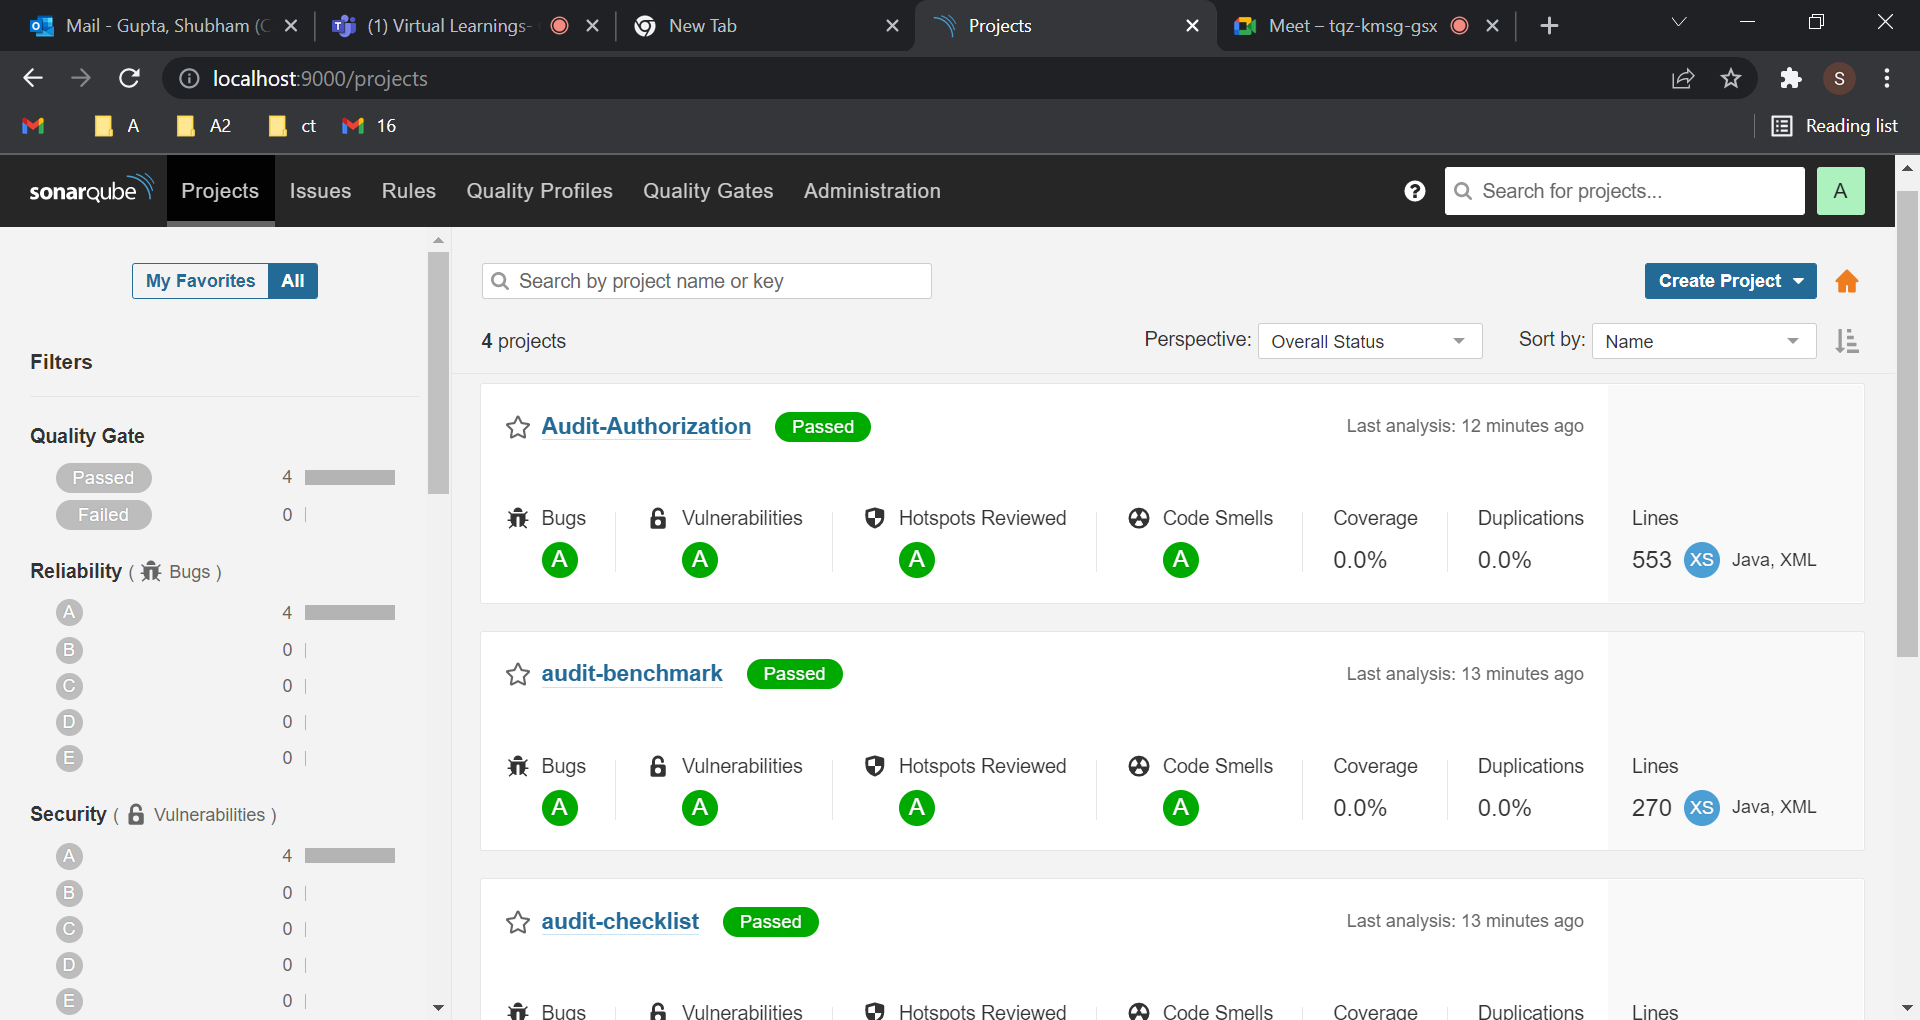 Mail - Gupta, Shubham (C
(1) Virtual Learnings-
New Tab
Projects
Meet – tqz-kmsg-gsx
localhost:9000/projects
S
A
A2
ct
16
Reading list
sonarqube
Projects
Issues
Rules
Quality Profiles
Quality Gates
Administration
Search for projects...
A
My Favorites
All
Search by project name or key
Create Project
4 projects
Perspective:
Overall Status
Sort by:
Name
Filters
Quality Gate
Passed 4
Failed 0
Reliability ( Bugs )
A 4
B 0
C 0
D 0
E 0
Security ( Vulnerabilities )
A 4
B 0
C 0
D 0
E 0
Audit-Authorization Passed
Last analysis: 12 minutes ago
Bugs Vulnerabilities Hotspots Reviewed Code Smells Coverage Duplications Lines
A A A A 0.0% 0.0% 553 XS Java, XML
audit-benchmark Passed
Last analysis: 13 minutes ago
Bugs Vulnerabilities Hotspots Reviewed Code Smells Coverage Duplications Lines
A A A A 0.0% 0.0% 270 XS Java, XML
audit-checklist Passed
Last analysis: 13 minutes ago
Bugs Vulnerabilities Hotspots Reviewed Code Smells Coverage Duplications Lines